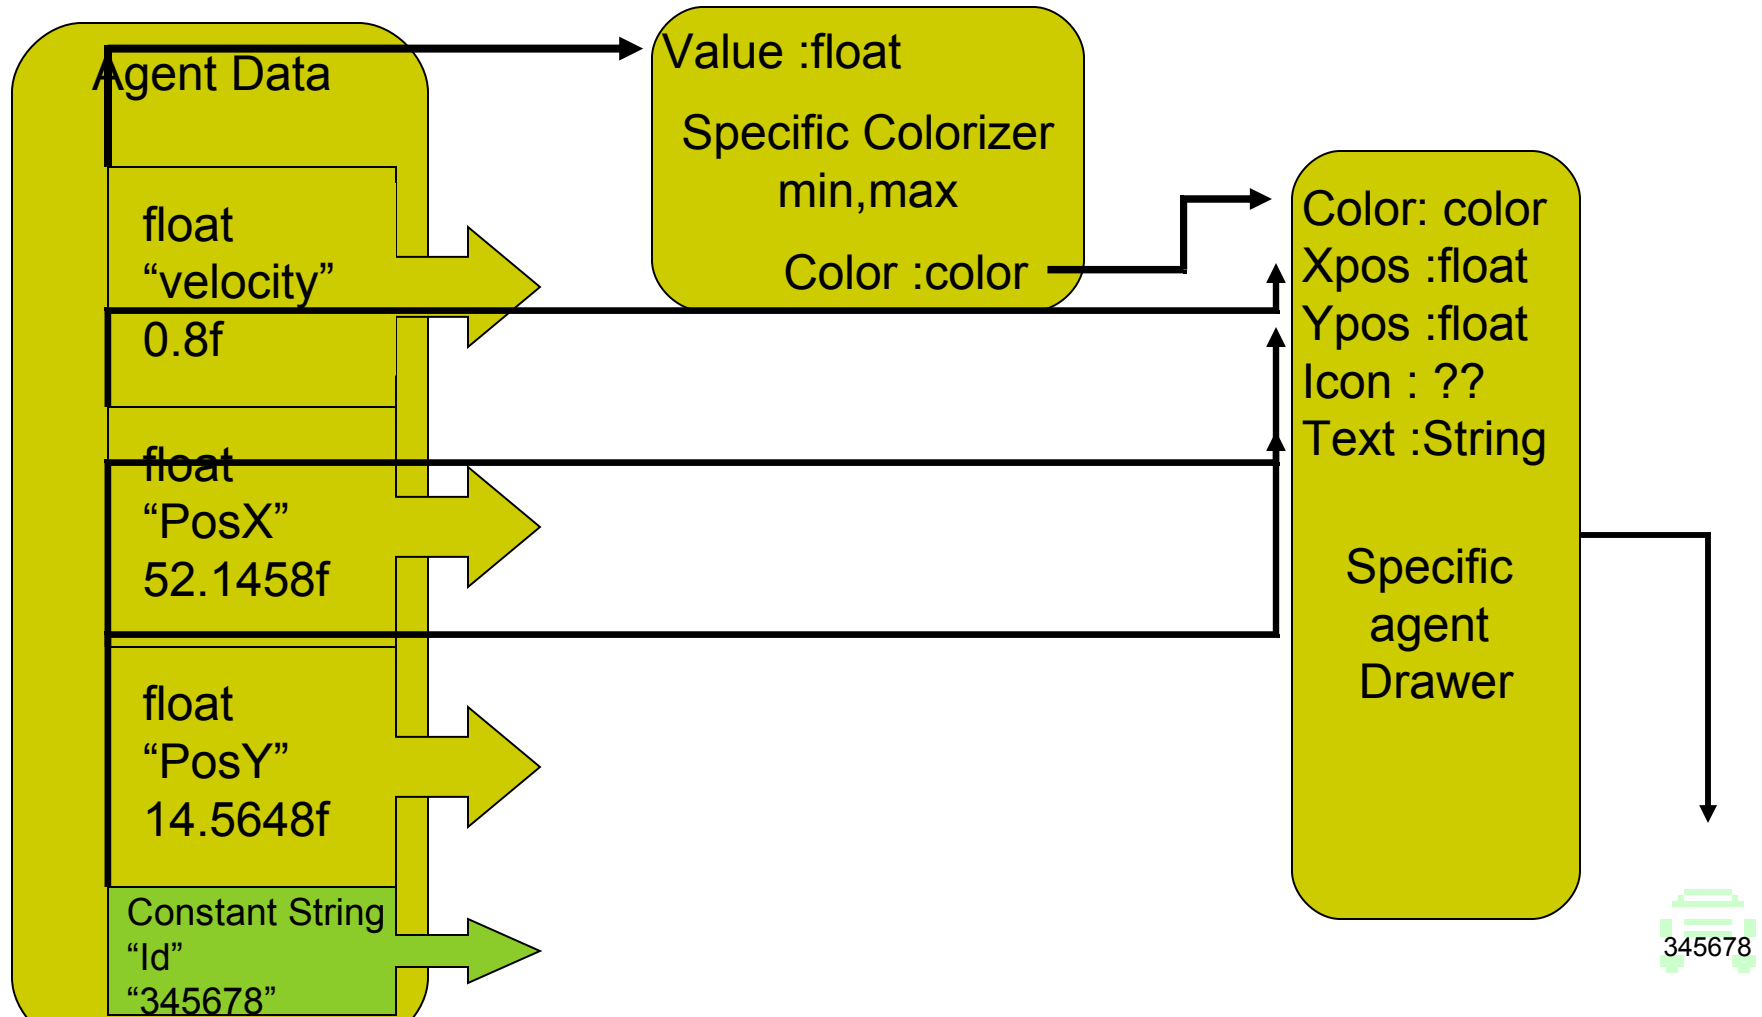 Agent Data
float
“velocity”
0.8f
float
“PosX”
52.1458f
float
“PosY”
14.5648f
Constant String
“Id”
“345678”
Value :float
Specific Colorizer
min,max
Color :color
Color: color
Xpos :float
Ypos :float
Icon : ??
Text :String
Specific
agent
Drawer
345678